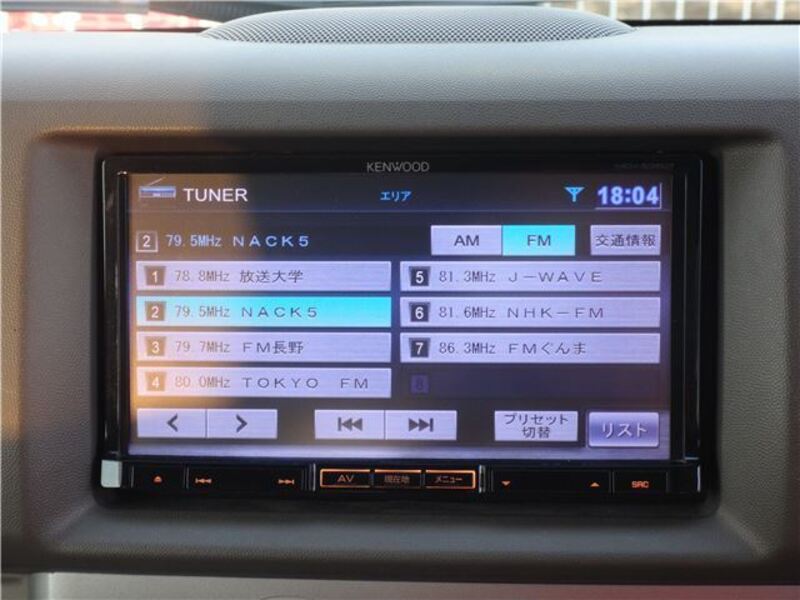 KENWOOD
TUNER
エリア
18:04
2 79.5MHz NACK5
AM
FM
交通情報
1 78.8MHz 放送大学
5 81.3MHz J-WAVE
2 79.5MHz NACK5
6 81.6MHz NHK-FM
3 79.7MHz FM長野
7 86.3MHz FMぐんま
4 80.0MHz TOKYO FM
8
プリセット
切替
リスト
AV
現在地
メニュー
SRC